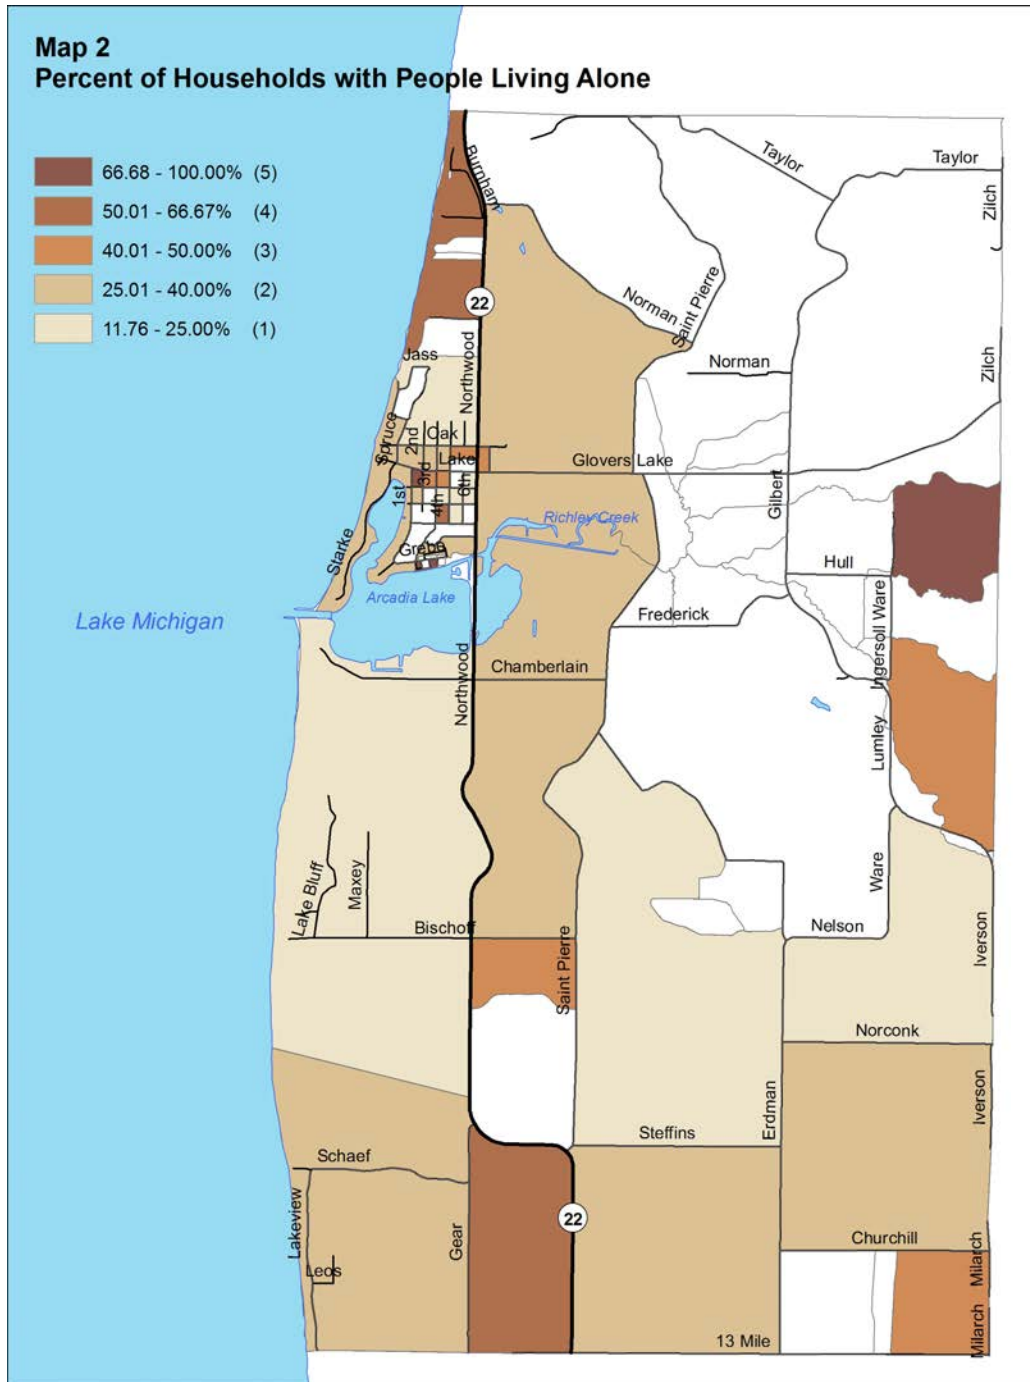 Map 2
Percent of Households with People Living Alone
66.68 - 100.00% (5)
50.01 - 66.67% (4)
40.01 - 50.00% (3)
25.01 - 40.00% (2)
11.76 - 25.00% (1)
Burnham
Taylor
Taylor
Zilch
22
Norman
Saint Pierre
Northwood
Jass
Norman
Zilch
Spruce
2nd
Oak
3rd
Lake
Glovers Lake
1st
4th
6th
Gilbert
Richley Creek
Starke
Grebe
Hull
Arcadia Lake
Lake Michigan
Frederick
Ingersoll Ware
Chamberlain
Northwood
Lumley
Lake Bluff
Maxey
Ware
Bischoff
Saint Pierre
Nelson
Iverson
Norconk
Erdman
Iverson
Steffins
Schaef
Lakeview
Gear
22
Churchill
Milarch
Leos
13 Mile
Milarch